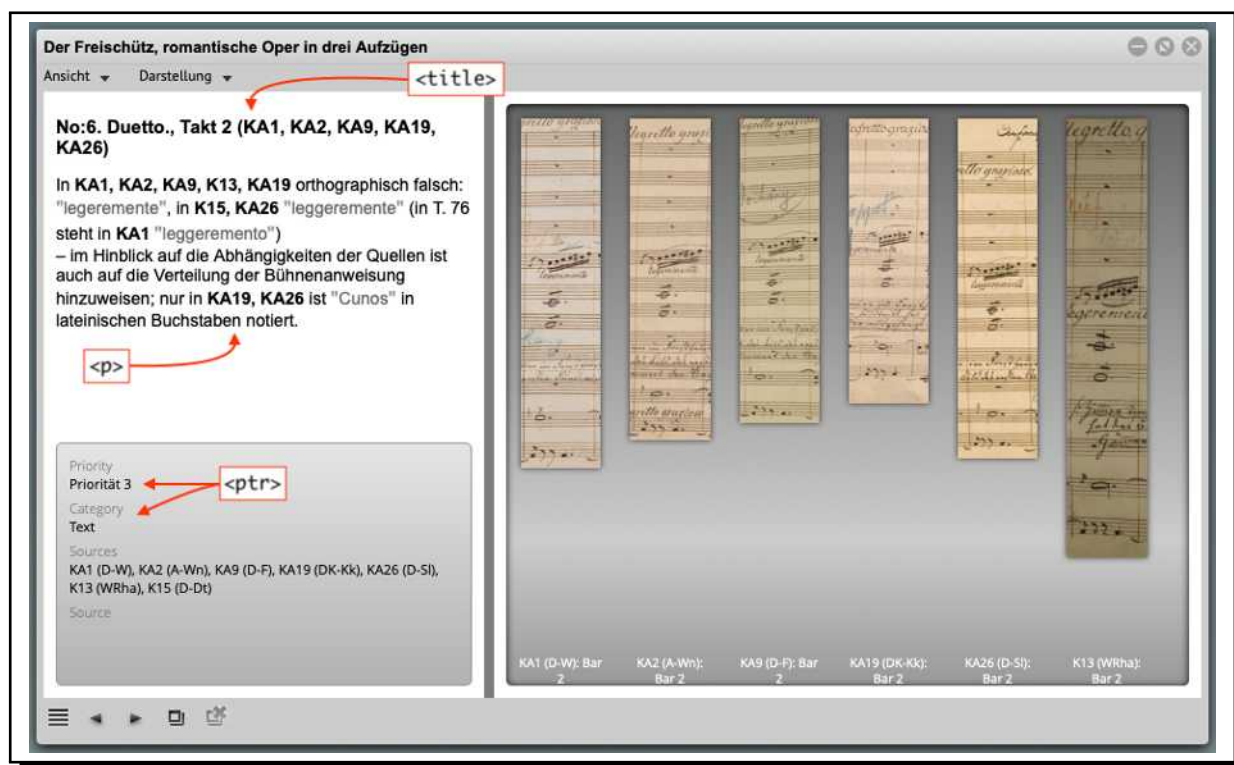 Der Freischütz, romantische Oper in drei Aufzügen
Ansicht Darstellung
<title>
No:6. Duetto., Takt 2 (KA1, KA2, KA9, KA19,
KA26)
In KA1, KA2, KA9, K13, KA19 orthographisch falsch:
"legeremente", in K15, KA26 "leggeremente" (in T. 76
steht in KA1 "leggeremento")
– im Hinblick auf die Abhängigkeiten der Quellen ist
auch auf die Verteilung der Bühnenanweisung
hinzuweisen; nur in KA19, KA26 ist "Cunos" in
lateinischen Buchstaben notiert.
<p>
Priority
Priorität 3
<ptr>
Category
Text
Sources
KA1 (D-W), KA2 (A-Wn), KA9 (D-F), KA19 (DK-Kk), KA26 (D-Sl),
K13 (WRha), K15 (D-Dt)
Source
KA1 (D-W): Bar
2
KA2 (A-Wn):
Bar 2
KA9 (D-F): Bar
2
KA19 (DK-Kk):
Bar 2
KA26 (D-Sl):
Bar 2
K13 (WRha):
Bar 2